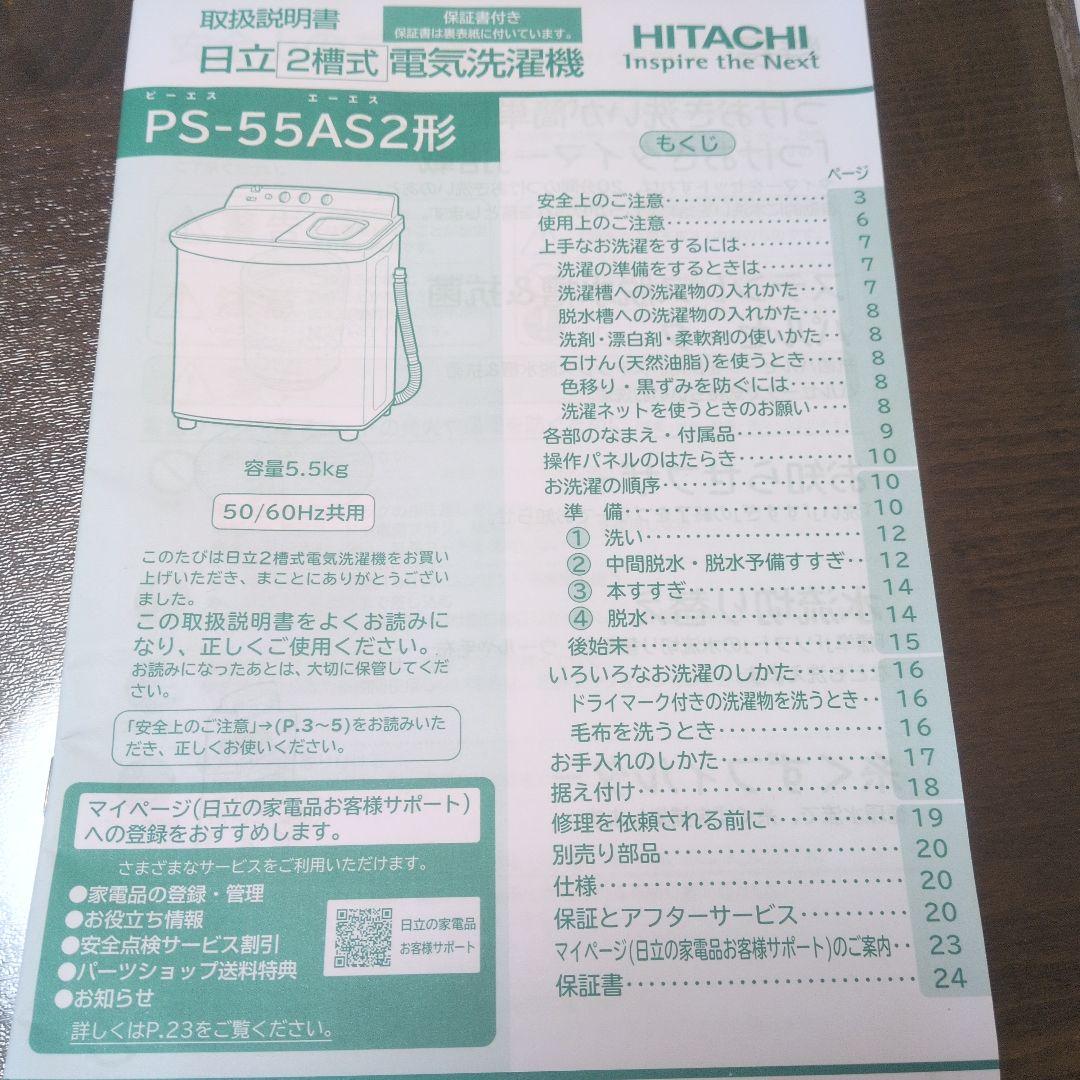 取扱説明書
保証書付き
保証書は裏表紙に付いています。
日立2槽式電気洗濯機
HITACHI
Inspire the Next
ピーエス エーエス
PS-55AS2形
容量5.5kg
50/60Hz共用
このたびは日立2槽式電気洗濯機をお買い
上げいただき、まことにありがとうござい
ました。
この取扱説明書をよくお読みに
なり、正しくご使用ください。
お読みになったあとは、大切に保管してくだ
さい。
「安全上のご注意」→(P.3〜5)をお読みいた
だき、正しくお使いください。
マイページ(日立の家電品お客様サポート)
への登録をおすすめします。
さまざまなサービスをご利用いただけます。
●家電品の登録・管理
●お役立ち情報
●安全点検サービス割引
●パーツショップ送料特典
●お知らせ
日立の家電品
お客様サポート
詳しくはP.23をご覧ください。
もくじ
ページ
安全上のご注意・・・・・・・・・・・・・・・・ 3
使用上のご注意・・・・・・・・・・・・・・・・ 6
上手なお洗濯をするには・・・・・・・・・・ 7
洗濯の準備をするときは・・・・・・・・ 7
洗濯槽への洗濯物の入れかた・・・・ 7
脱水槽への洗濯物の入れかた・・・・ 8
洗剤・漂白剤・柔軟剤の使いかた・・ 8
石けん(天然油脂)を使うとき・・・・ 8
色移り・黒ずみを防ぐには・・・・・・ 8
洗濯ネットを使うときのお願い・・・・ 8
各部のなまえ・付属品・・・・・・・・・・・・ 9
操作パネルのはたらき・・・・・・・・・・・・ 10
お洗濯の順序・・・・・・・・・・・・・・・・・・ 10
準 備・・・・・・・・・・・・・・・・・・・・ 10
① 洗い・・・・・・・・・・・・・・・・・・ 12
② 中間脱水・脱水予備すすぎ・・ 12
③ 本すすぎ・・・・・・・・・・・・・・ 14
④ 脱水・・・・・・・・・・・・・・・・・・ 14
後始末・・・・・・・・・・・・・・・・・・・・ 15
いろいろなお洗濯のしかた・・・・・・・・ 16
ドライマーク付きの洗濯物を洗うとき・・ 16
毛布を洗うとき・・・・・・・・・・・・・・ 16
お手入れのしかた・・・・・・・・・・・・・・ 17
据え付け・・・・・・・・・・・・・・・・・・・・・・ 18
修理を依頼される前に・・・・・・・・・・・・ 19
別売り部品・・・・・・・・・・・・・・・・・・・・ 20
仕様・・・・・・・・・・・・・・・・・・・・・・・・・・ 20
保証とアフターサービス・・・・・・・・・・ 20
マイページ(日立の家電品お客様サポート)のご案内・・ 23
保証書・・・・・・・・・・・・・・・・・・・・・・・・ 24